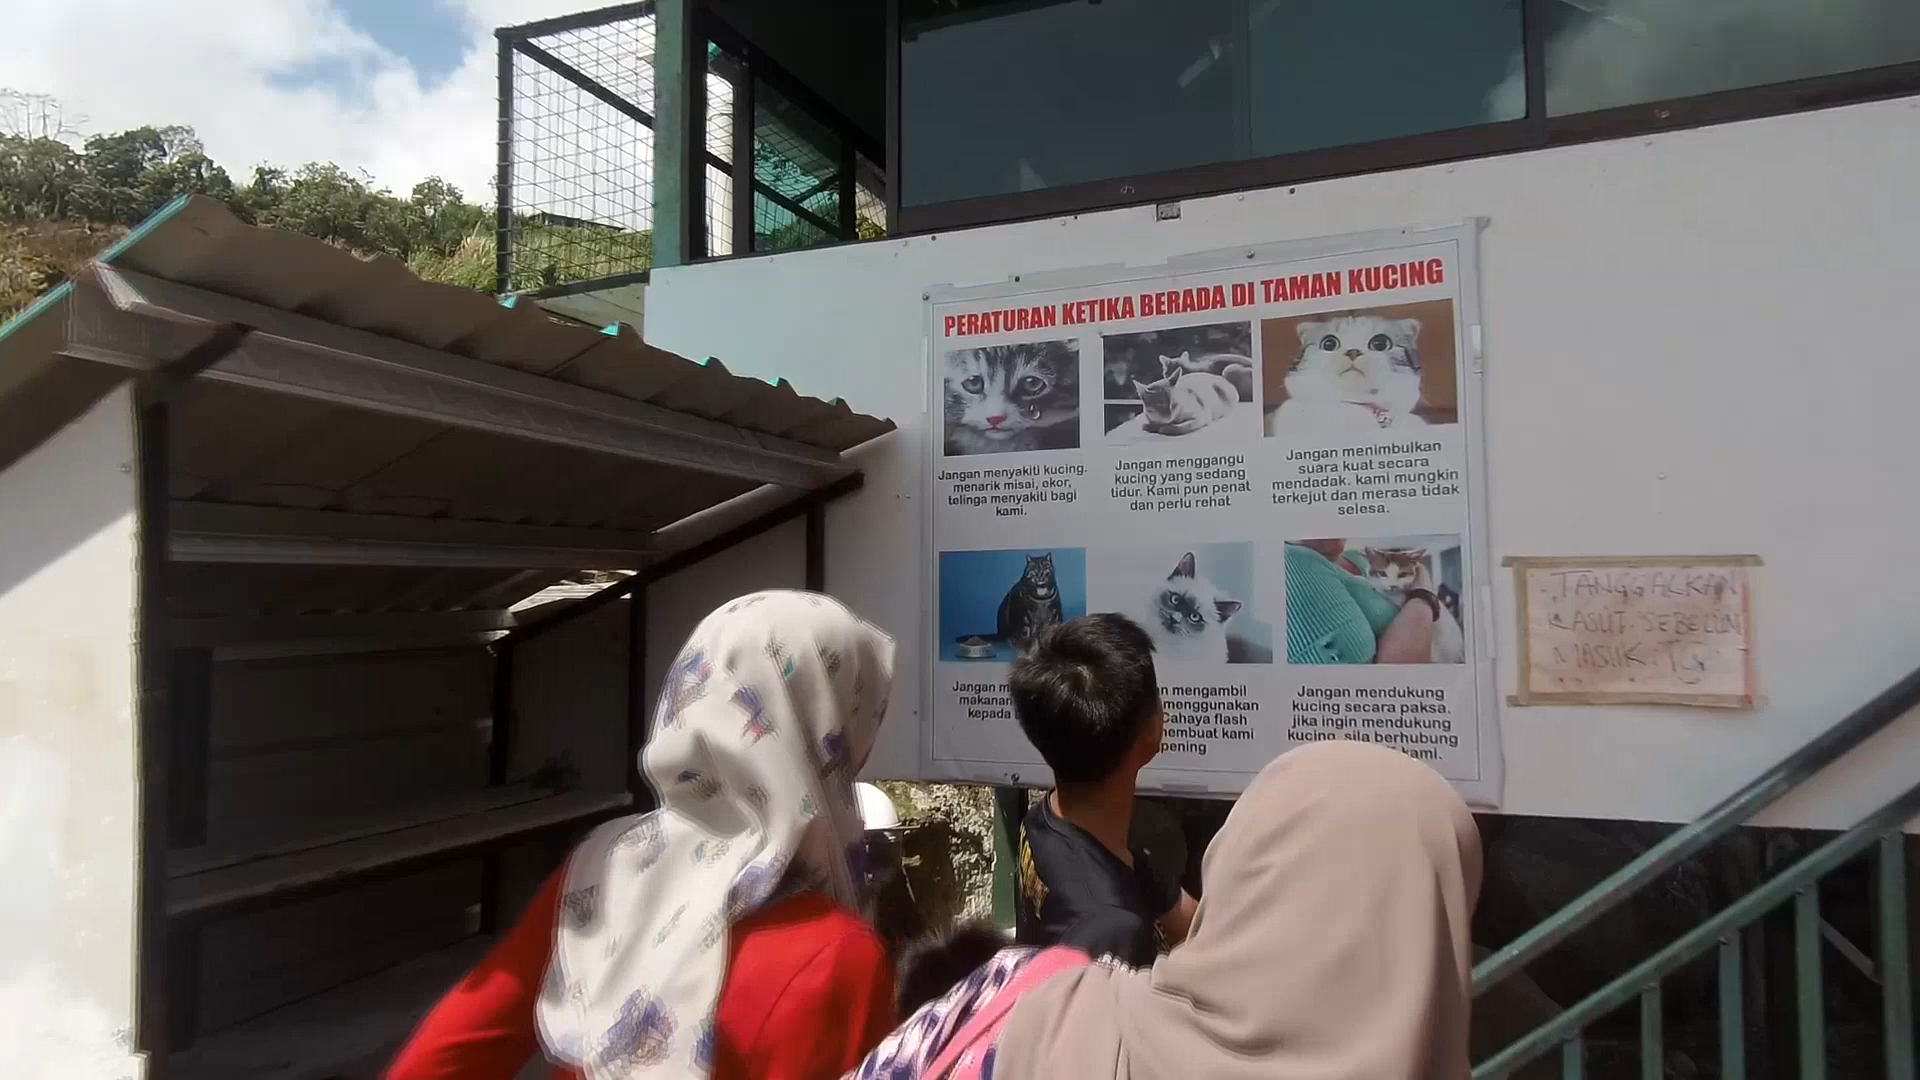 PERATURAN KETIKA BERADA DI TAMAN KUCING
Jangan menyakiti kucing.
menarik misai, ekor,
telinga menyakiti bagi
kami.
Jangan menggangu
kucing yang sedang
tidur. Kami pun penat
dan perlu rehat
Jangan menimbulkan
suara kuat secara
mendadak. kami mungkin
terkejut dan merasa tidak
selesa.
Jangan
makanan
kepada
mengambil
menggunakan
Cahaya flash
kami
pening
Jangan mendukung
kucing secara paksa.
jika ingin mendukung
kucing, sila berhubung
kami.
- TANGGALKAN
KASUT SEBELUM
MASUK